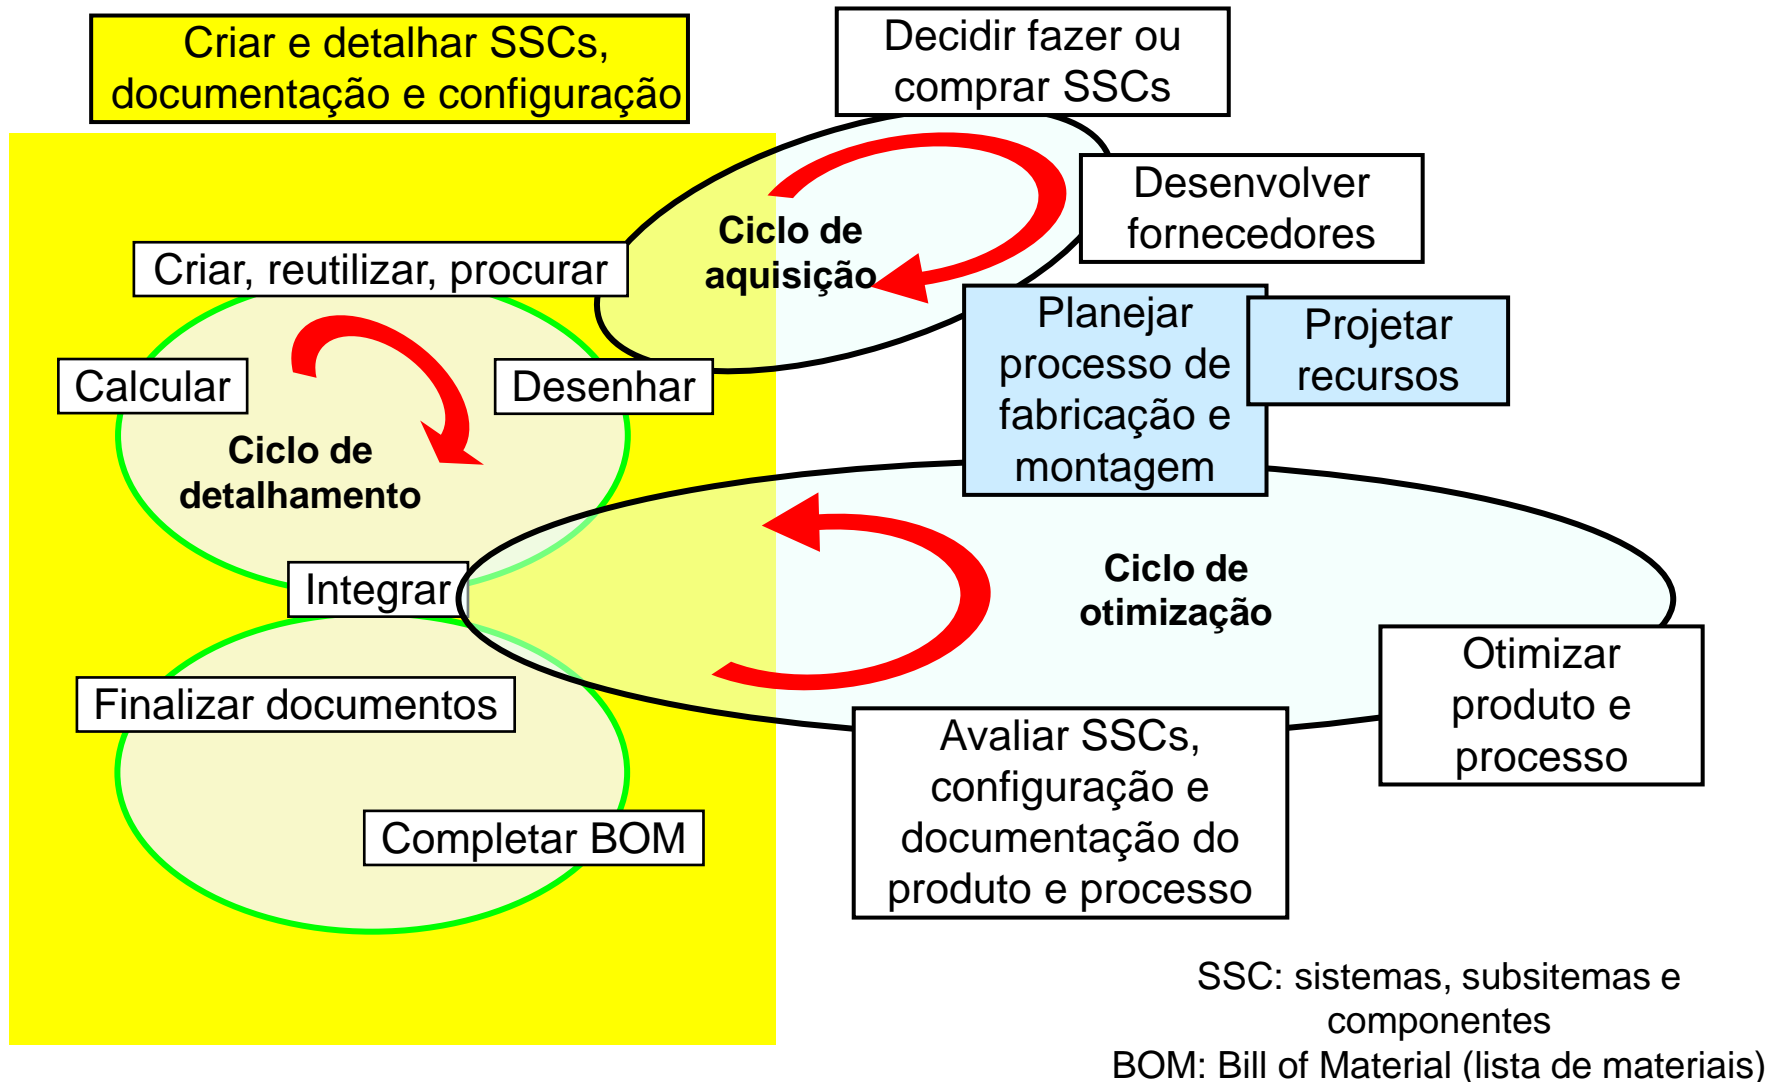 Criar e detalhar SSCs,
documentação e configuração
Decidir fazer ou
comprar SSCs
Desenvolver
fornecedores
Ciclo de
aquisição
Criar, reutilizar, procurar
Planejar
processo de
fabricação e
montagem
Projetar
recursos
Calcular
Desenhar
Ciclo de
detalhamento
Integrar
Ciclo de
otimização
Finalizar documentos
Otimizar
produto e
processo
Avaliar SSCs,
configuração e
documentação do
produto e processo
Completar BOM
SSC: sistemas, subsitemas e
componentes
BOM: Bill of Material (lista de materiais)